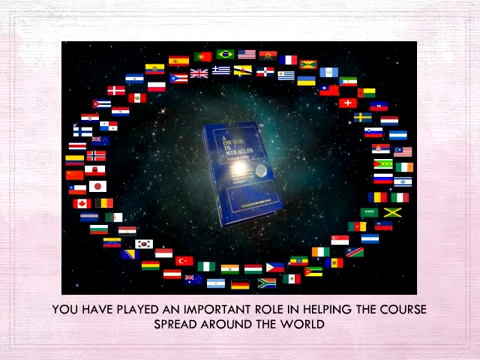 COURSE
IN
MIRACLES
YOU HAVE PLAYED AN IMPORTANT ROLE IN HELPING THE COURSE
SPREAD AROUND THE WORLD